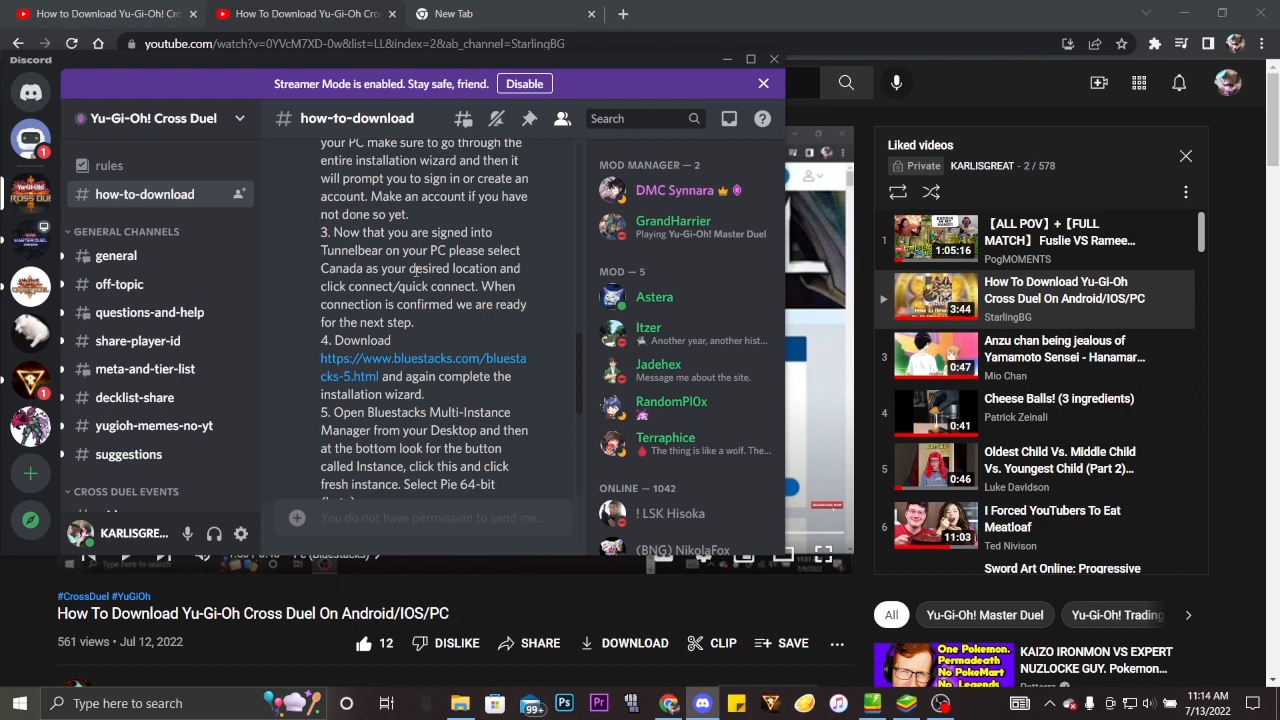 How to Download Yu-Gi-Oh! Cr
How To Download Yu-Gi-Oh Cro
New Tab
youtube.com/watch?v=0YVcM7XD-0w&list=LL&index=2&ab_channel=StarlingBG
Discord
Streamer Mode is enabled. Stay safe, friend.
Disable
Yu-Gi-Oh! Cross Duel
how-to-download
Search
rules
how-to-download
GENERAL CHANNELS
general
off-topic
questions-and-help
share-player-id
meta-and-tier-list
decklist-share
yugioh-memes-no-yt
suggestions
CROSS DUEL EVENTS
KARLISGRE...
your PC make sure to go through the
entire installation wizard and then it
will prompt you to sign in or create an
account. Make an account if you have
not done so yet.
3. Now that you are signed into
Tunnelbear on your PC please select
Canada as your desired location and
click connect/quick connect. When
connection is confirmed we are ready
for the next step.
4. Download
https://www.bluestacks.com/bluesta
cks-5.html and again complete the
installation wizard.
5. Open Bluestacks Multi-Instance
Manager from your Desktop and then
at the bottom look for the button
called Instance, click this and click
fresh instance. Select Pie 64-bit
You do not have permission to send me...
MOD MANAGER — 2
DMC Synnara
GrandHarrier
Playing Yu-Gi-Oh! Master Duel
MOD — 5
Astera
Itzer
Another year, another hist...
Jadehex
Message me about the site.
RandomPl0x
Terraphice
The thing is like a wolf. The...
ONLINE — 1042
! LSK Hisoka
(BNG) NikolaFox
Liked videos
Private
KARLISGREAT - 2 / 578
1
1:05:16
【ALL POV】+【FULL
MATCH】 Fuslie VS Ramee...
PogMOMENTS
3:44
How To Download Yu-Gi-Oh
Cross Duel On Android/IOS/PC
StarlingBG
3
0:47
Anzu chan being jealous of
Yamamoto Sensei - Hanamar...
Mio Chan
4
0:41
Cheese Balls! (3 ingredients)
Patrick Zeinali
5
0:46
Oldest Child Vs. Middle Child
Vs. Youngest Child (Part 2)...
Luke Davidson
6
11:03
I Forced YouTubers To Eat
Meatloaf
Ted Nivison
Sword Art Online: Progressive
#CrossDuel #YuGiOh
How To Download Yu-Gi-Oh Cross Duel On Android/IOS/PC
561 views • Jul 12, 2022
12
DISLIKE
SHARE
DOWNLOAD
CLIP
SAVE
All
Yu-Gi-Oh! Master Duel
Yu-Gi-Oh! Trading
One Pokemon.
Permadeath
No PokeMart
No Legends
KAIZO IRONMON VS EXPERT
NUZLOCKE GUY. Pokemon...
Type here to search
99+
Ps
Pr
11:14 AM
7/13/2022